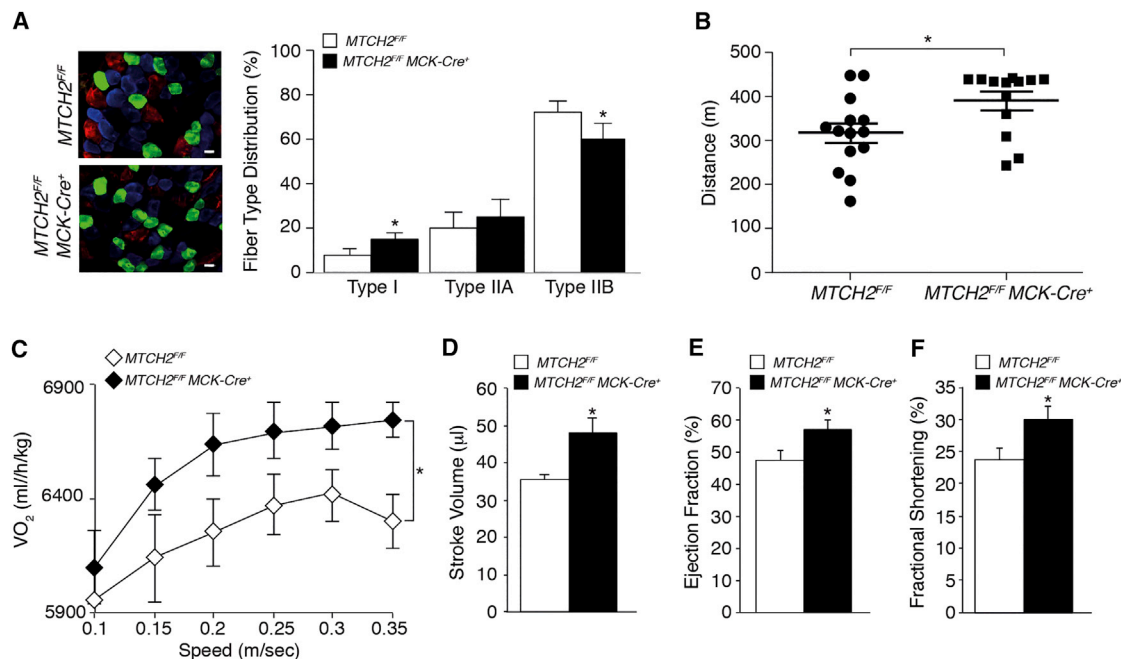 A
MTCH2F/F
MTCH2F/F
MCK-Cre+
Fiber Type Distribution (%)
100
80
60
40
20
0
MTCH2F/F
MTCH2F/F MCK-Cre+
*
*
Type I
Type IIA
Type IIB
B
Distance (m)
500
400
300
200
100
0
*
MTCH2F/F
MTCH2F/F MCK-Cre+
C
MTCH2F/F
MTCH2F/F MCK-Cre+
VO2 (ml//h/kg)
6900
6400
5900
*
0.1
0.15
0.2
0.25
0.3
0.35
Speed (m/sec)
D
MTCH2F/F
MTCH2F/F MCK-Cre+
Stroke Volume (µl)
60
50
40
30
20
10
0
*
E
MTCH2F/F
MTCH2F/F MCK-Cre+
Ejection Fraction (%)
70
60
50
40
30
20
10
0
*
F
MTCH2F/F
MTCH2F/F MCK-Cre+
Fractional Shortening (%)
35
30
25
20
15
10
5
0
*